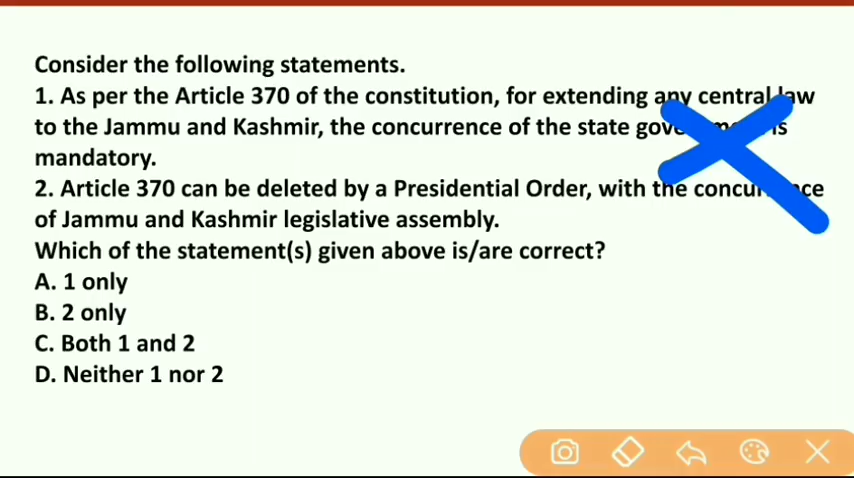 Consider the following statements.
1. As per the Article 370 of the constitution, for extending any central law
to the Jammu and Kashmir, the concurrence of the state is
mandatory.
2. Article 370 can be deleted by a Presidential Order, with the concurrence
of Jammu and Kashmir legislative assembly.
Which of the statement(s) given above is/are correct?
A. 1 only
B. 2 only
C. Both 1 and 2
D. Neither 1 nor 2